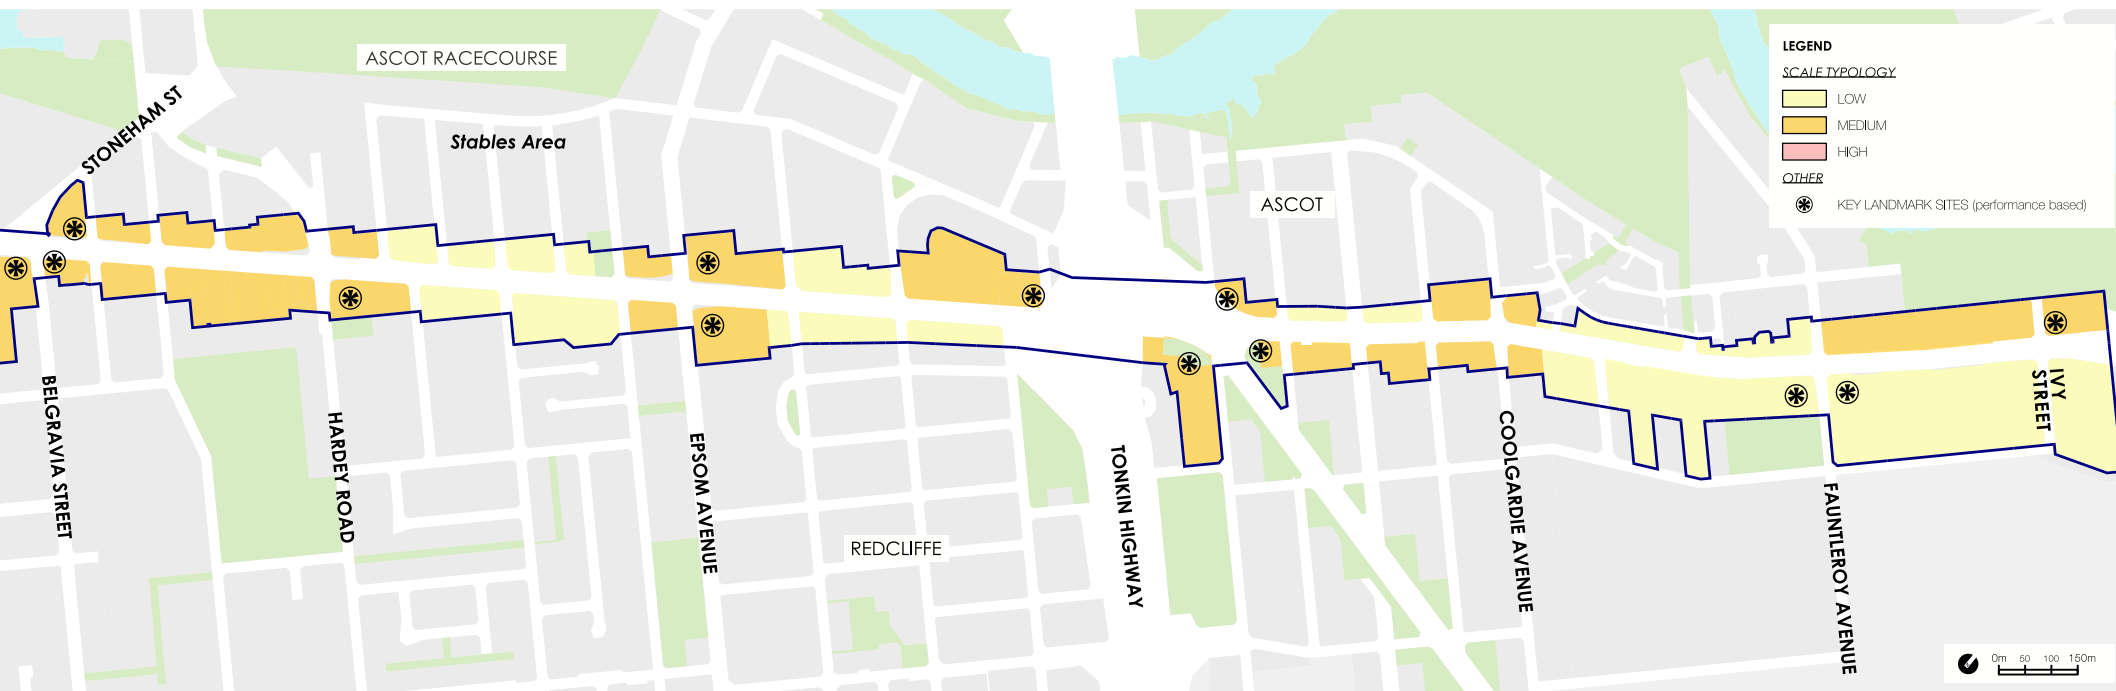 LEGEND
SCALE TYPOLOGY
LOW
MEDIUM
HIGH
OTHER
KEY LANDMARK SITES (performance based)
ASCOT RACECOURSE
STONEHAM ST
Stables Area
ASCOT
BELGRAVIA STREET
HARDEY ROAD
EPSOM AVENUE
REDCLIFFE
TONKIN HIGHWAY
COOLGARDIE AVENUE
FAUNTLEROY AVENUE
IVY
STREET
0m 50 100 150m